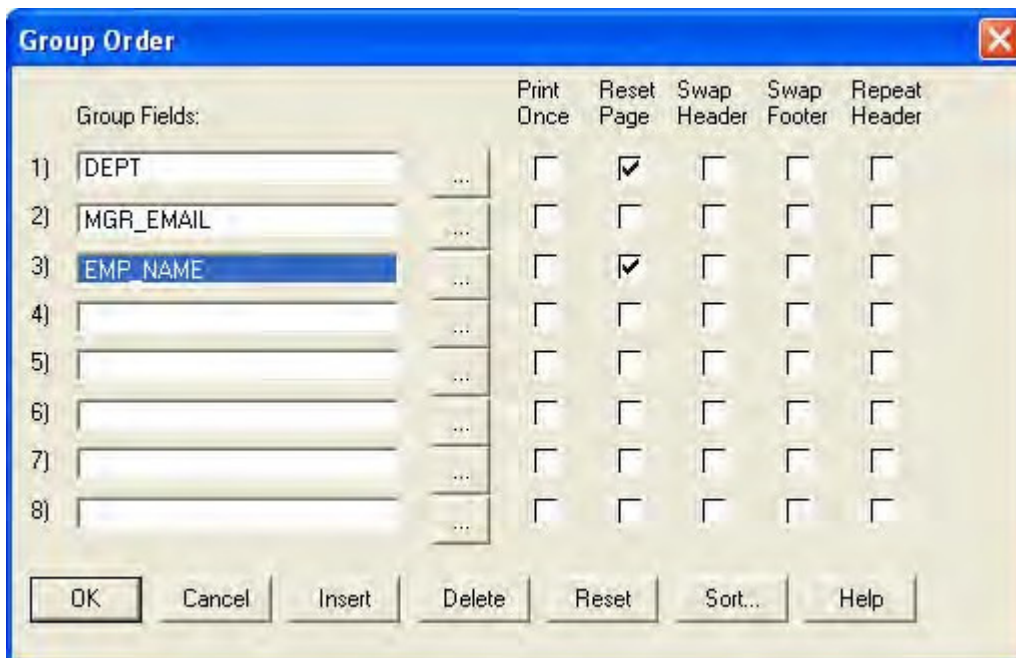 Group Order
Group Fields:
Print Once
Reset Page
Swap Header
Swap Footer
Repeat Header
1) DEPT ...
2) MGR_EMAIL ...
3) EMP_NAME ...
4) ...
5) ...
6) ...
7) ...
8) ...
OK Cancel Insert Delete Reset Sort... Help